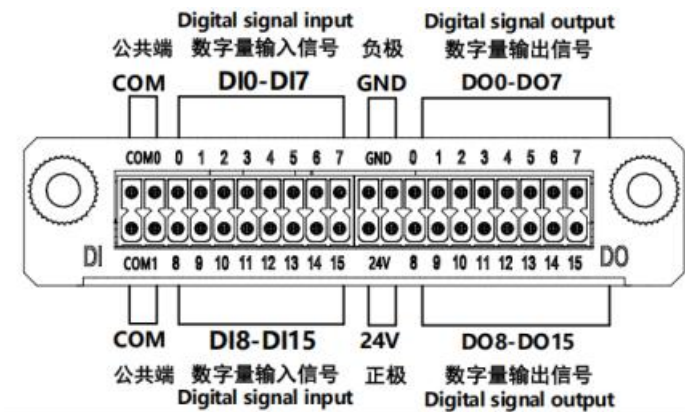 Digital signal input Digital signal output
公共端 数字量输入信号 负极 数字量输出信号
COM DI0-DI7 GND DO0-DO7
COM0 0 1 2 3 4 5 6 7 GND 0 1 2 3 4 5 6 7
DI DO
COM1 8 9 10 11 12 13 14 15 24V 8 9 10 11 12 13 14 15
COM DI8-DI15 24V DO8-DO15
公共端 数字量输入信号 正极 数字量输出信号
Digital signal input Digital signal output